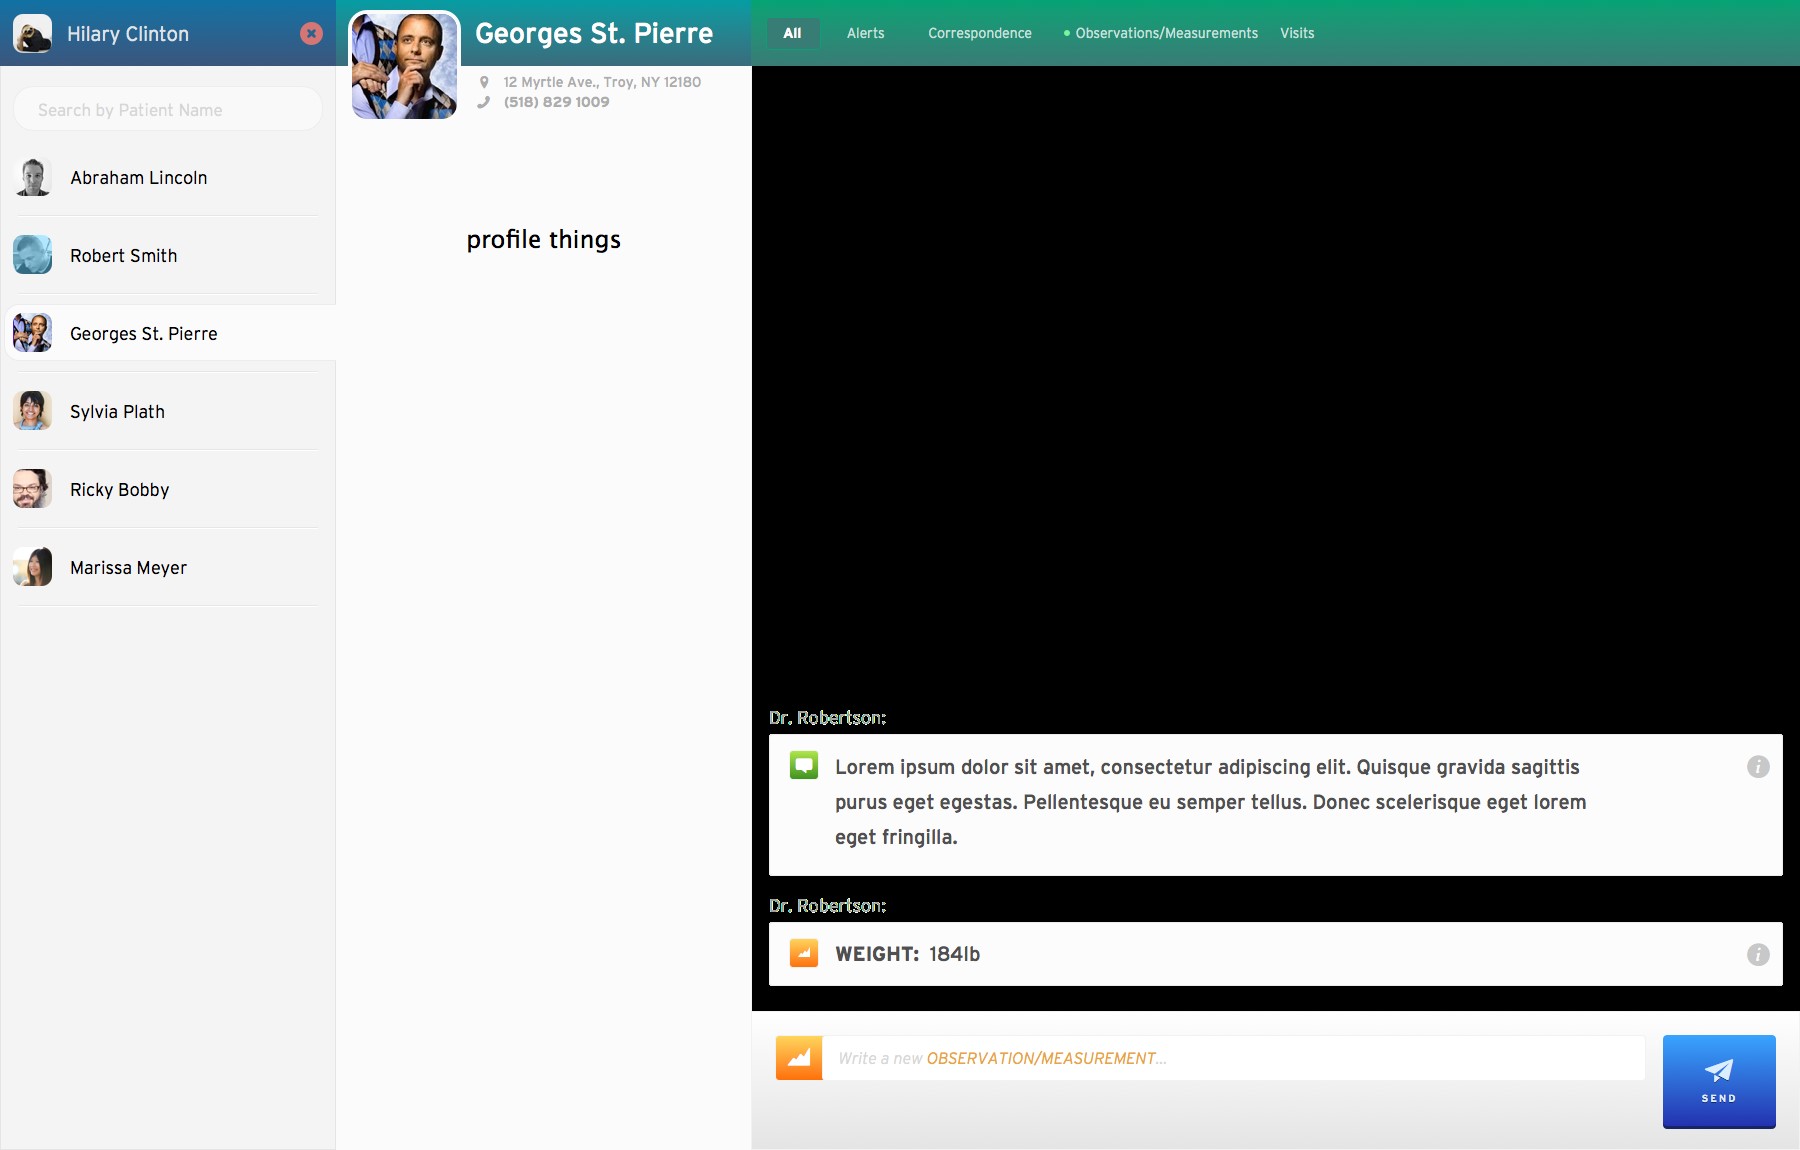 Hilary Clinton
Search by Patient Name
Abraham Lincoln
Robert Smith
Georges St. Pierre
Sylvia Plath
Ricky Bobby
Marissa Meyer
Georges St. Pierre
12 Myrtle Ave., Troy, NY 12180
(518) 829 1009
profile things
All Alerts Correspondence Observations/Measurements Visits
Dr. Robertson:
Lorem ipsum dolor sit amet, consectetur adipiscing elit. Quisque gravida sagittis
purus eget egestas. Pellentesque eu semper tellus. Donec scelerisque eget lorem
eget fringilla.
Dr. Robertson:
WEIGHT: 184lb
Write a new OBSERVATION/MEASUREMENT...
SEND